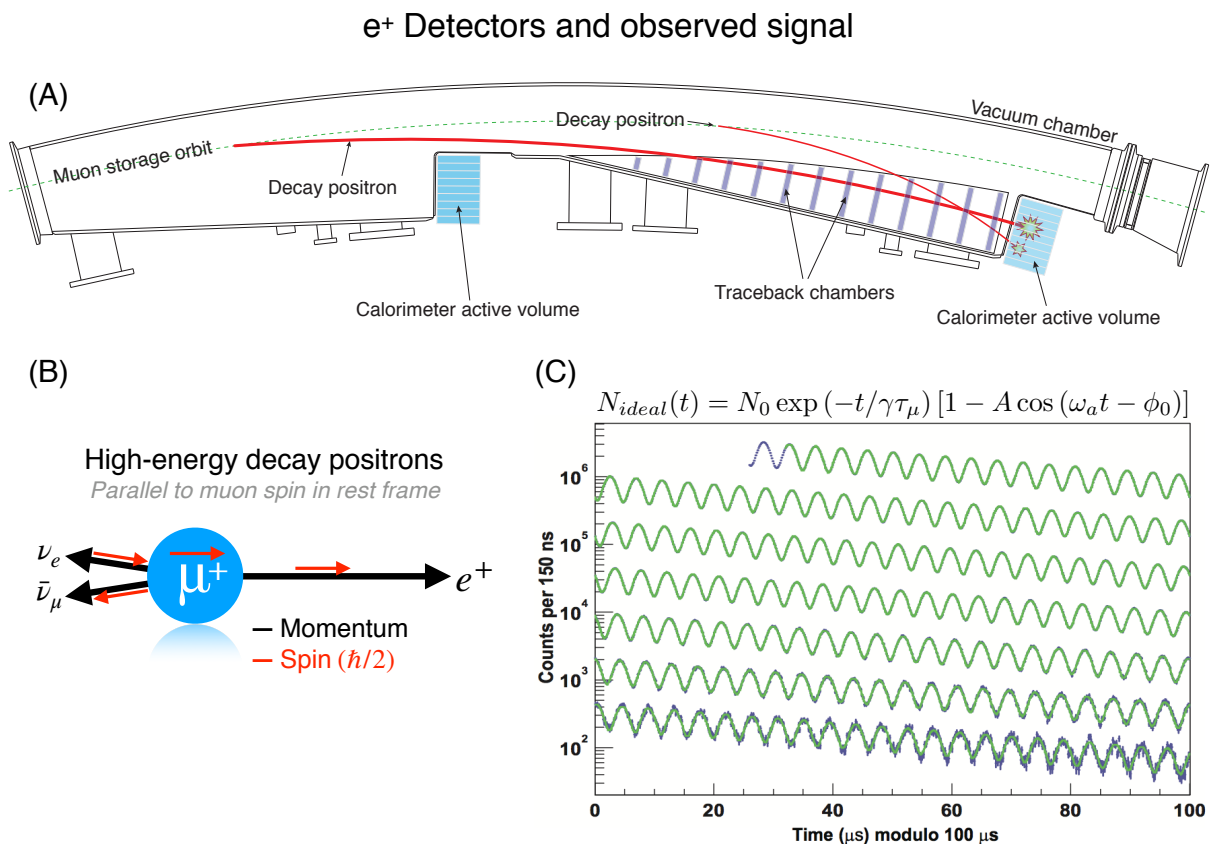 e⁺ Detectors and observed signal
(A)
Muon storage orbit
Decay positron
Decay positron
Vacuum chamber
Calorimeter active volume
Traceback chambers
Calorimeter active volume
(B)
High-energy decay positrons
Parallel to muon spin in rest frame
νₑ
ν̄_μ
μ⁺
e⁺
Momentum
Spin (ℏ/2)
(C)
N_{ideal}(t) = N₀ exp (−t/γτ_μ) [1 − A cos (ω_a t − ϕ₀)]
Counts per 150 ns
10⁶
10⁵
10⁴
10³
10²
0 20 40 60 80 100
Time (μs) modulo 100 μs